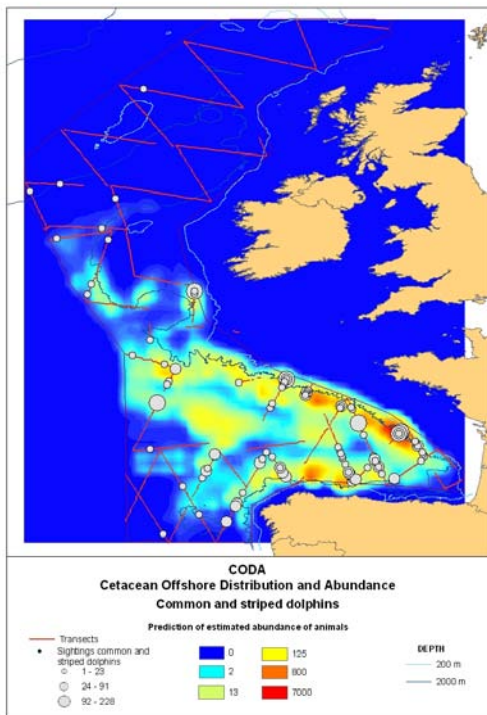 CODA
Cetacean Offshore Distribution and Abundance
Common and striped dolphins
Prediction of estimated abundance of animals
Transects
Sightings common and
striped dolphins
1 - 23
24 - 91
92 - 228
0
2
13
125
800
7000
DEPTH
200 m
2000 m